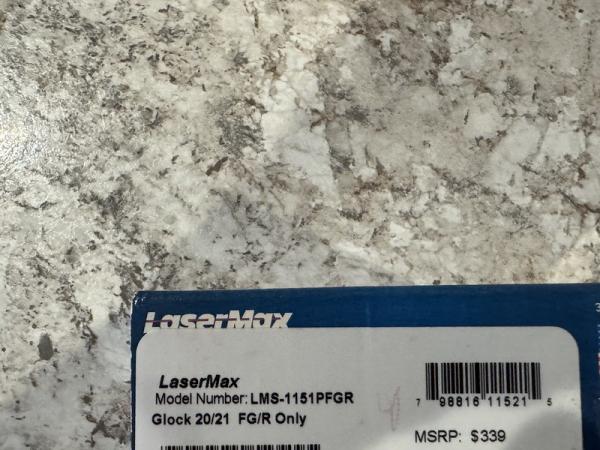 LaserMax
LaserMax
Model Number: LMS-1151PFGR
Glock 20/21 FG/R Only
7 98816 11521 5
MSRP: $339